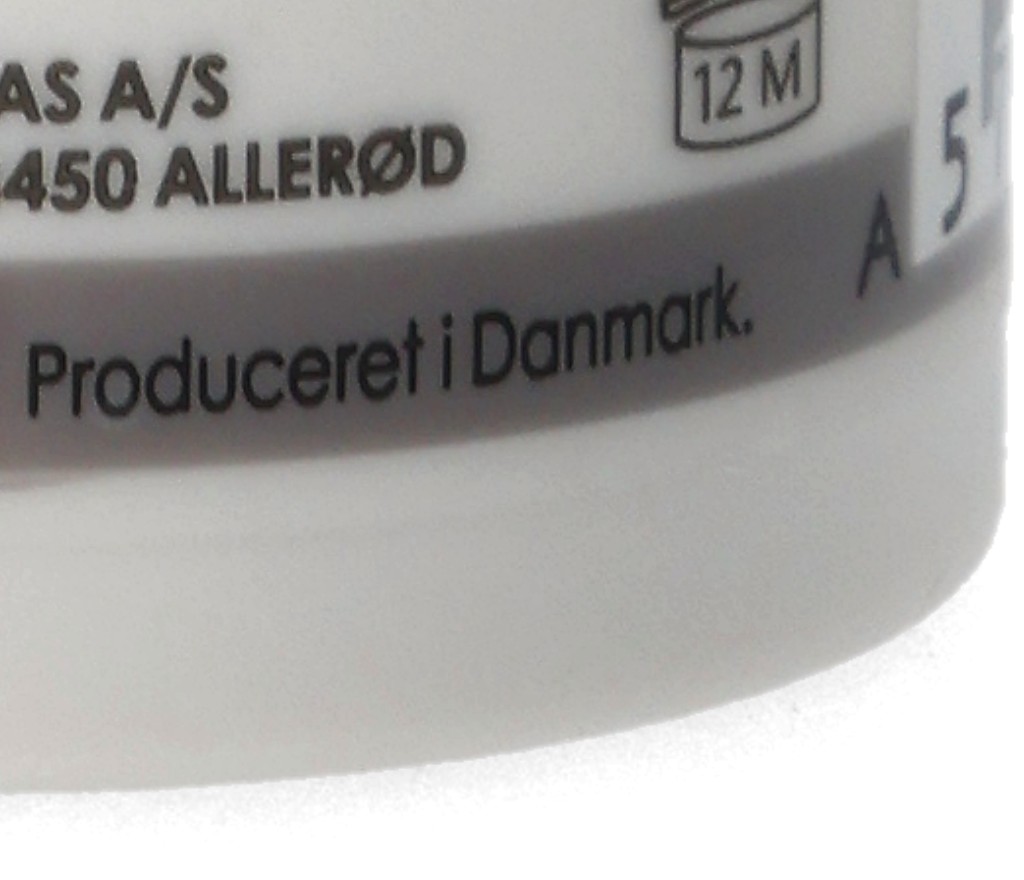 AS A/S
450 ALLERØD
12 M
Produceret i Danmark.
A
5